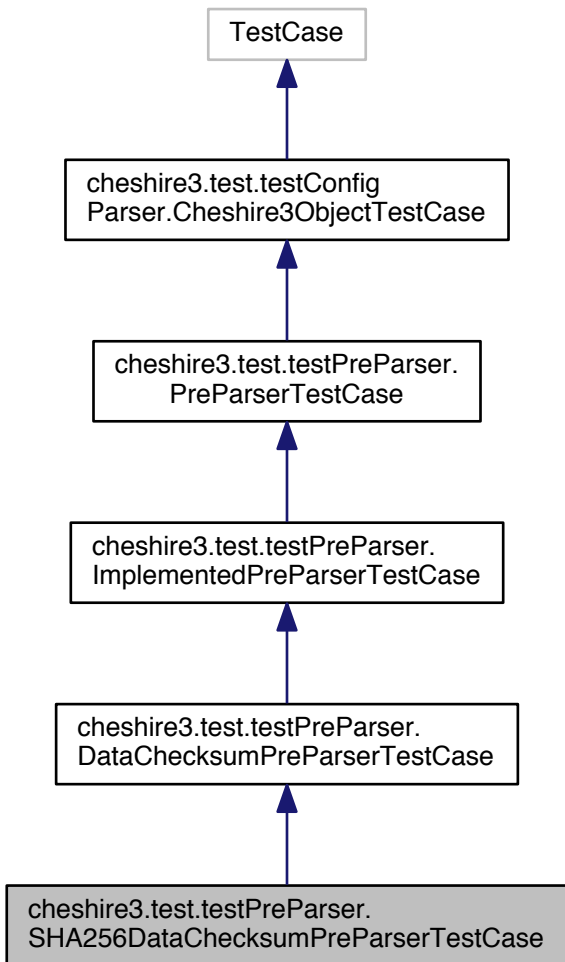 TestCase
cheshire3.test.testConfig
Parser.Cheshire3ObjectTestCase
cheshire3.test.testPreParser.
PreParserTestCase
cheshire3.test.testPreParser.
ImplementedPreParserTestCase
cheshire3.test.testPreParser.
DataChecksumPreParserTestCase
cheshire3.test.testPreParser.
SHA256DataChecksumPreParserTestCase